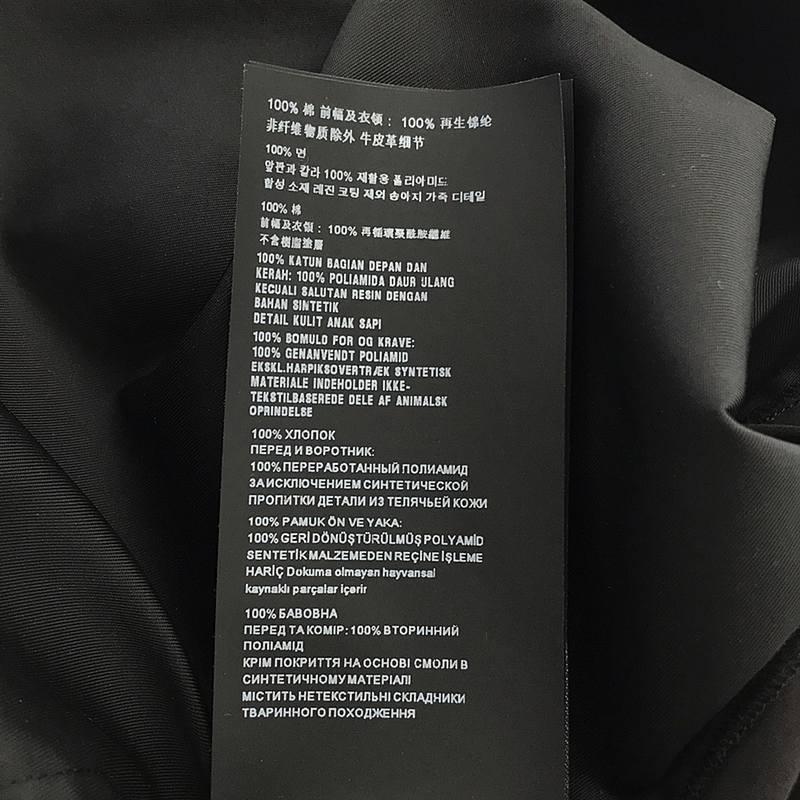 100% 棉 前幅及衣領: 100% 再生锦纶
非纤维物质除外 牛皮革细节
100% 면
앞판과 칼라 100% 재활용 폴리아미드
합성 소재 레진 코팅 제외 송아지 가죽 디테일
100% 棉
前幅及衣領: 100% 再循環聚酰胺纖維
不含樹脂塗層
100% KATUN BAGIAN DEPAN DAN
KERAH: 100% POLIAMIDA DAUR ULANG
KECUALI SALUTAN RESIN DENGAN
BAHAN SINTETIK
DETAIL KULIT ANAK SAPI
100% BOMULD FOR OG KRAVE:
100% GENANVENDT POLIAMID
EKSKL.HARPIKSOVERTRÆK SYNTETISK
MATERIALE INDEHOLDER IKKE-
TEKSTILBASEREDE DELE AF ANIMALSK
OPRINDELSE
100% ХЛОПОК
ПЕРЕД И ВОРОТНИК:
100% ПЕРЕРАБОТАННЫЙ ПОЛИАМИД
ЗА ИСКЛЮЧЕНИЕМ СИНТЕТИЧЕСКОЙ
ПРОПИТКИ ДЕТАЛИ ИЗ ТЕЛЯЧЬЕЙ КОЖИ
100% PAMUK ÖN VE YAKA:
100% GERİ DÖNÜŞTÜRÜLMÜŞ POLYAMİD
SENTETİK MALZEMEDEN REÇİNE İŞLEME
HARİÇ Dokuma olmayan hayvansal
kaynaklı parçalar içerir
100% БАВОВНА
ПЕРЕД ТА КОМІР: 100% ВТОРИННИЙ
ПОЛІАМІД
КРІМ ПОКРИТТЯ НА ОСНОВІ СМОЛИ В
СИНТЕТИЧНОМУ МАТЕРІАЛІ
МІСТИТЬ НЕТЕКСТИЛЬНІ СКЛАДНИКИ
ТВАРИННОГО ПОХОДЖЕННЯ